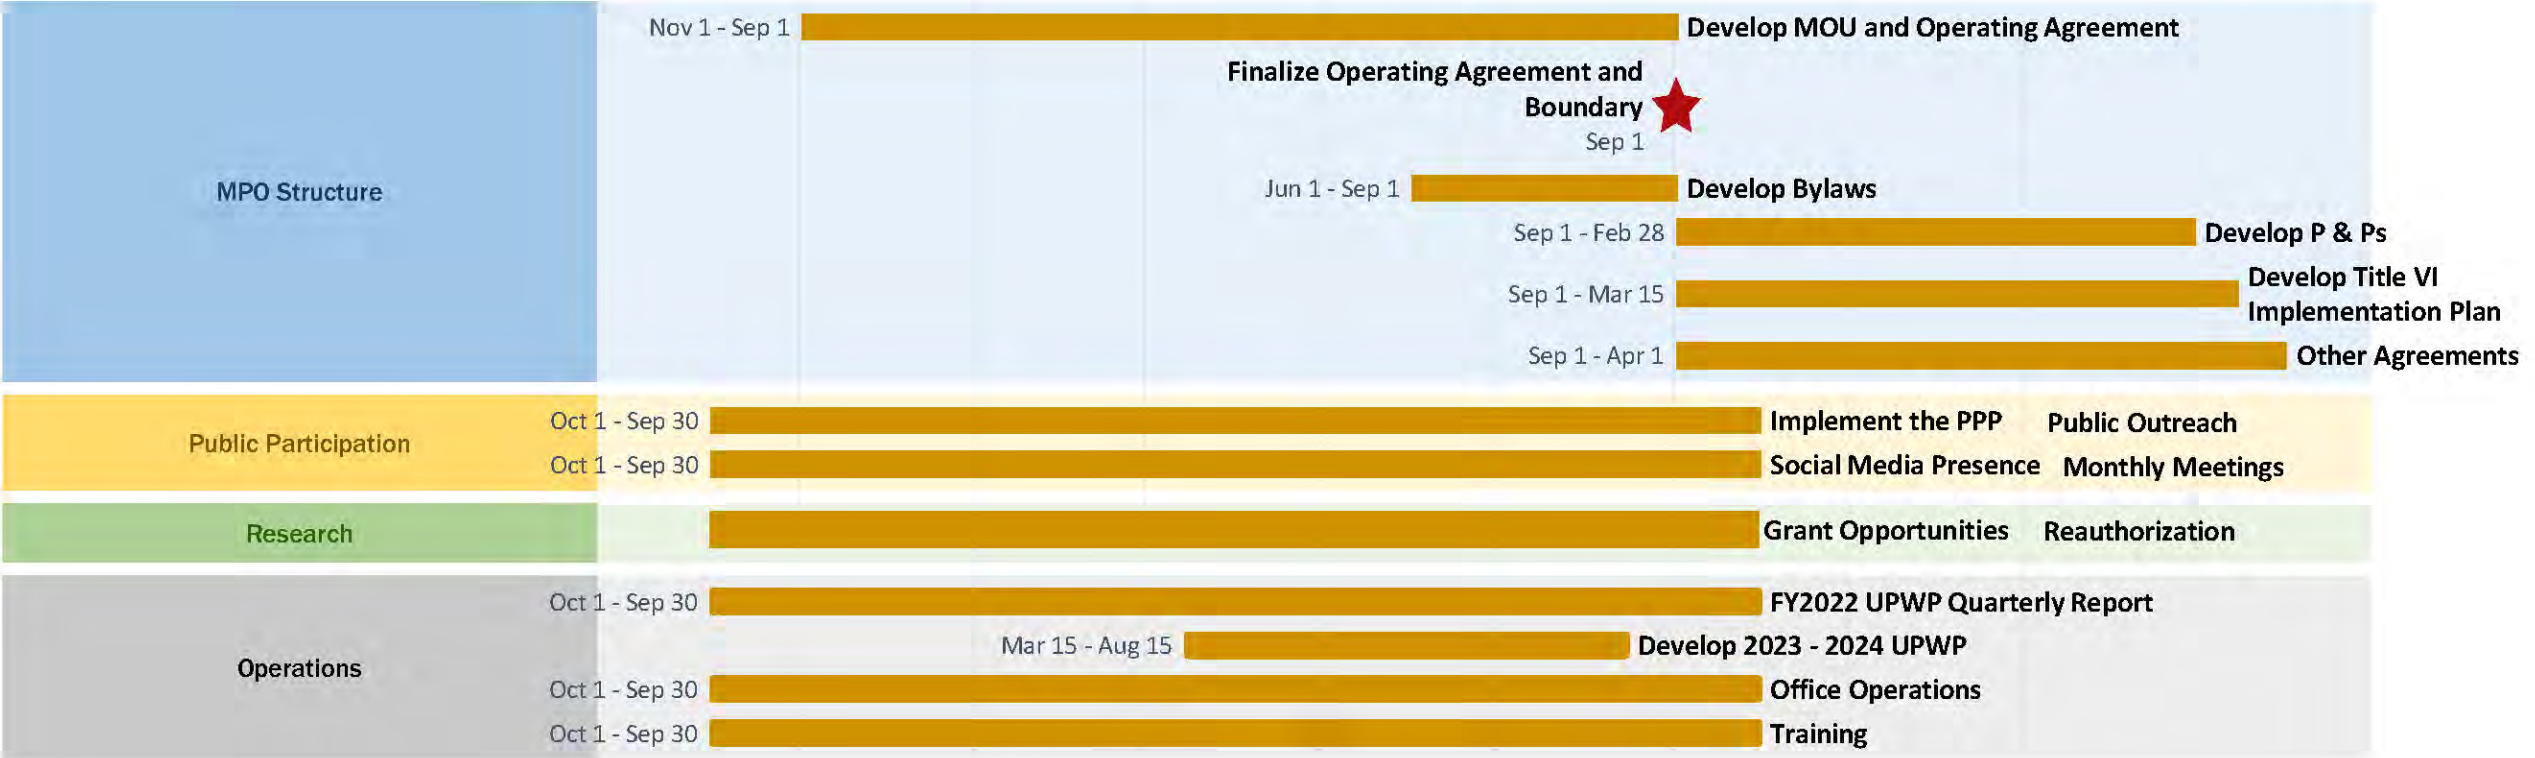 Nov 1 - Sep 1 Develop MOU and Operating Agreement
Finalize Operating Agreement and
Boundary
Sep 1
MPO Structure
Jun 1 - Sep 1 Develop Bylaws
Sep 1 - Feb 28 Develop P & Ps
Develop Title VI
Sep 1 - Mar 15
Implementation Plan
Sep 1 - Apr 1 Other Agreements
Public Participation
Oct 1 - Sep 30 Implement the PPP Public Outreach
Oct 1 - Sep 30 Social Media Presence Monthly Meetings
Research
Grant Opportunities Reauthorization
Operations
Oct 1 - Sep 30 FY2022 UPWP Quarterly Report
Mar 15 - Aug 15 Develop 2023 - 2024 UPWP
Oct 1 - Sep 30 Office Operations
Oct 1 - Sep 30 Training